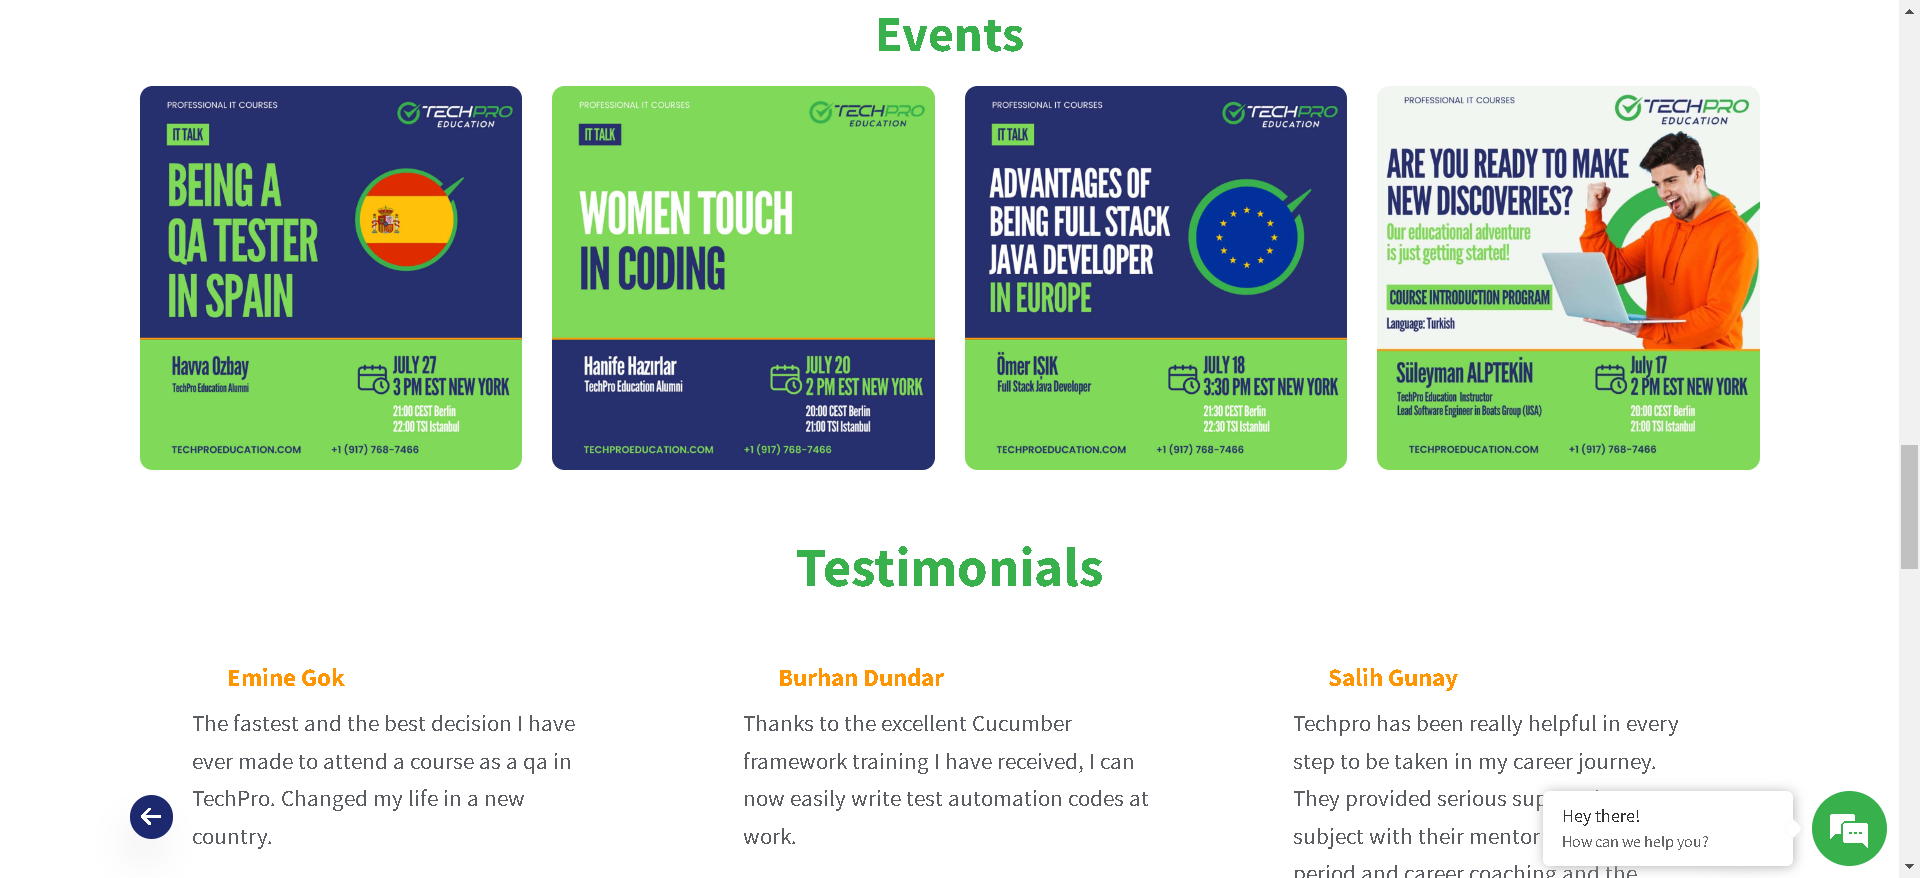 Events
PROFESSIONAL IT COURSES
TECHPRO
EDUCATION
IT TALK
BEING A
QA TESTER
IN SPAIN
Havva Ozbay
TechPro Education Alumni
JULY 27
3 PM EST NEW YORK
21:00 CEST Berlin
22:00 TSI Istanbul
TECHPROEDUCATION.COM +1 (917) 768-7466
PROFESSIONAL IT COURSES
TECHPRO
EDUCATION
IT TALK
WOMEN TOUCH
IN CODING
Hanife Hazırlar
TechPro Education Alumni
JULY 20
2 PM EST NEW YORK
20:00 CEST Berlin
21:00 TSI Istanbul
TECHPROEDUCATION.COM +1 (917) 768-7466
PROFESSIONAL IT COURSES
TECHPRO
EDUCATION
IT TALK
ADVANTAGES OF
BEING FULL STACK
JAVA DEVELOPER
IN EUROPE
Ömer IŞIK
Full Stack Java Developer
JULY 18
3:30 PM EST NEW YORK
21:30 CEST Berlin
22:30 TSI Istanbul
TECHPROEDUCATION.COM +1 (917) 768-7466
PROFESSIONAL IT COURSES
TECHPRO
EDUCATION
ARE YOU READY TO MAKE
NEW DISCOVERIES?
Our educational adventure
is just getting started!
COURSE INTRODUCTION PROGRAM
Language: Turkish
Süleyman ALPTEKİN
TechPro Education Instructor
Lead Software Engineer in Boats Group (USA)
July 17
2 PM EST NEW YORK
20:00 CEST Berlin
21:00 TSI Istanbul
TECHPROEDUCATION.COM +1 (917) 768-7466
Testimonials
Emine Gok
The fastest and the best decision I have
ever made to attend a course as a qa in
TechPro. Changed my life in a new
country.
Burhan Dundar
Thanks to the excellent Cucumber
framework training I have received, I can
now easily write test automation codes at
work.
Salih Gunay
Techpro has been really helpful in every
step to be taken in my career journey.
They provided serious
subject with their mentor
period and career coaching and the
Hey there!
How can we help you?